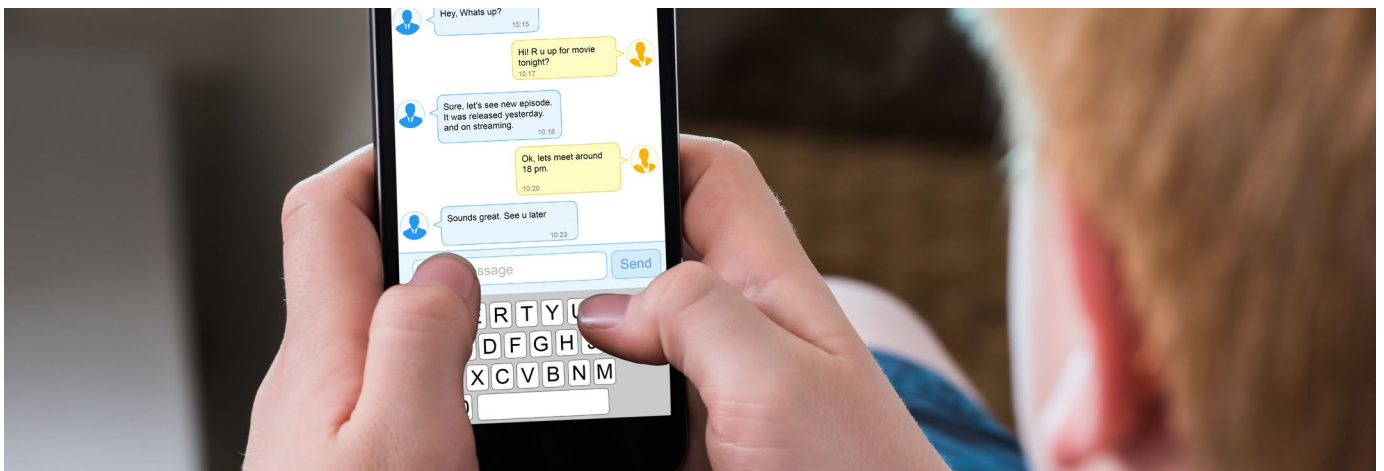 Hey, Whats up?
10:15
Hi! R u up for movie
tonight?
10:17
Sure, let's see new episode.
It was released yesterday.
and on streaming.
10:18
Ok, lets meet around
18 pm.
10:20
Sounds great. See u later
10:23
Send
R T Y
D F G H
X C V B N M